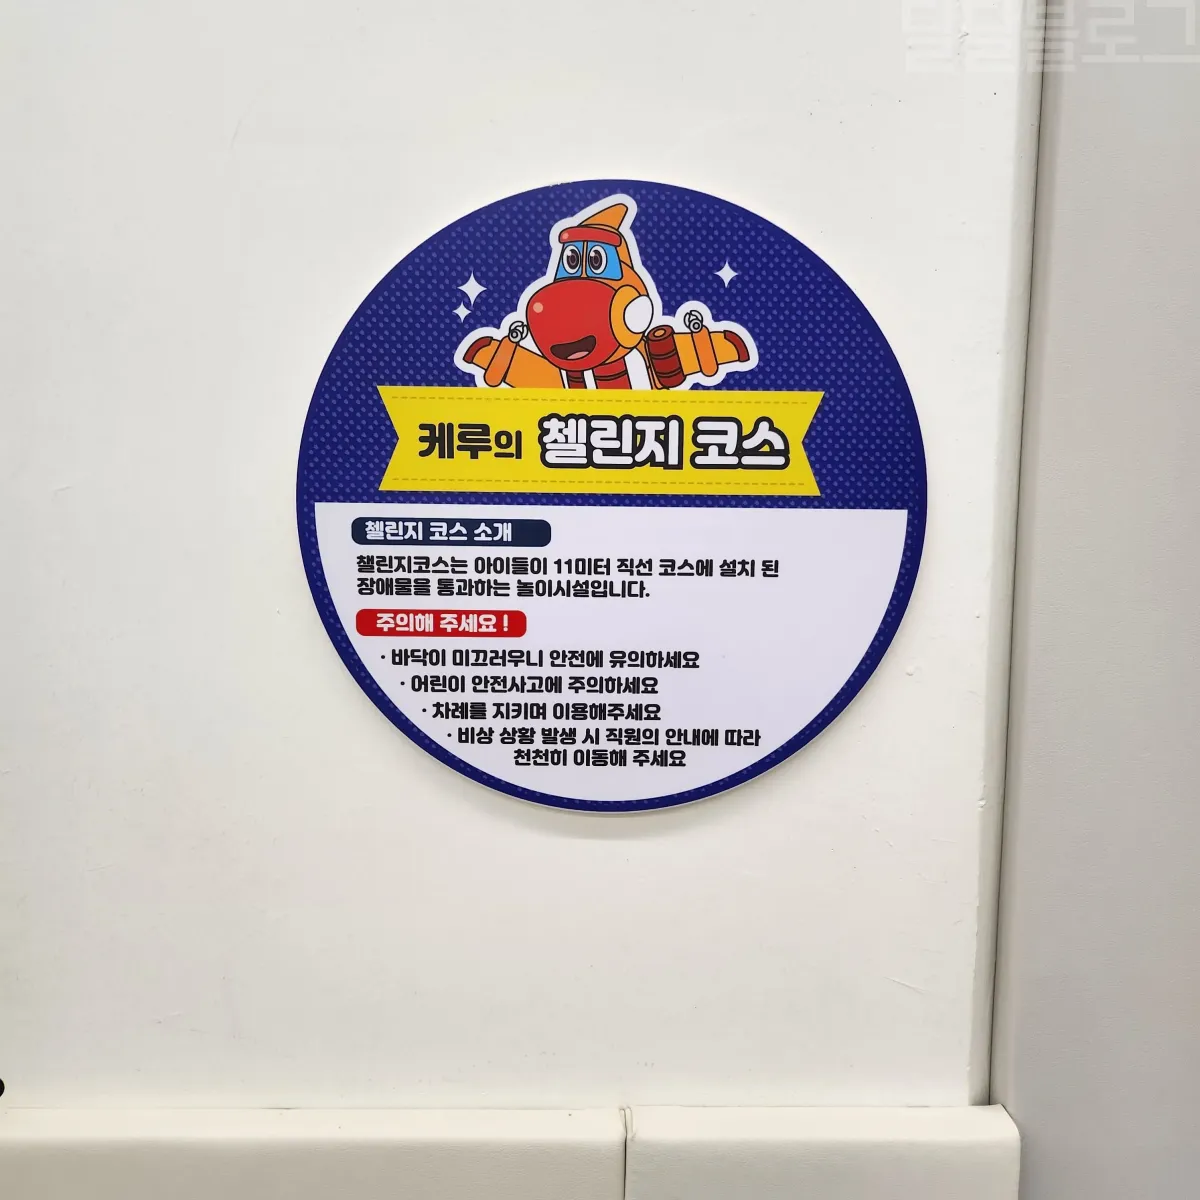 케루의 첼린지 코스
첼린지 코스 소개
챌린지코스는 아이들이 11미터 직선 코스에 설치 된
장애물을 통과하는 놀이시설입니다.
주의해 주세요 !
· 바닥이 미끄러우니 안전에 유의하세요
· 어린이 안전사고에 주의하세요
· 차례를 지키며 이용해주세요
· 비상 상황 발생 시 직원의 안내에 따라
천천히 이동해 주세요